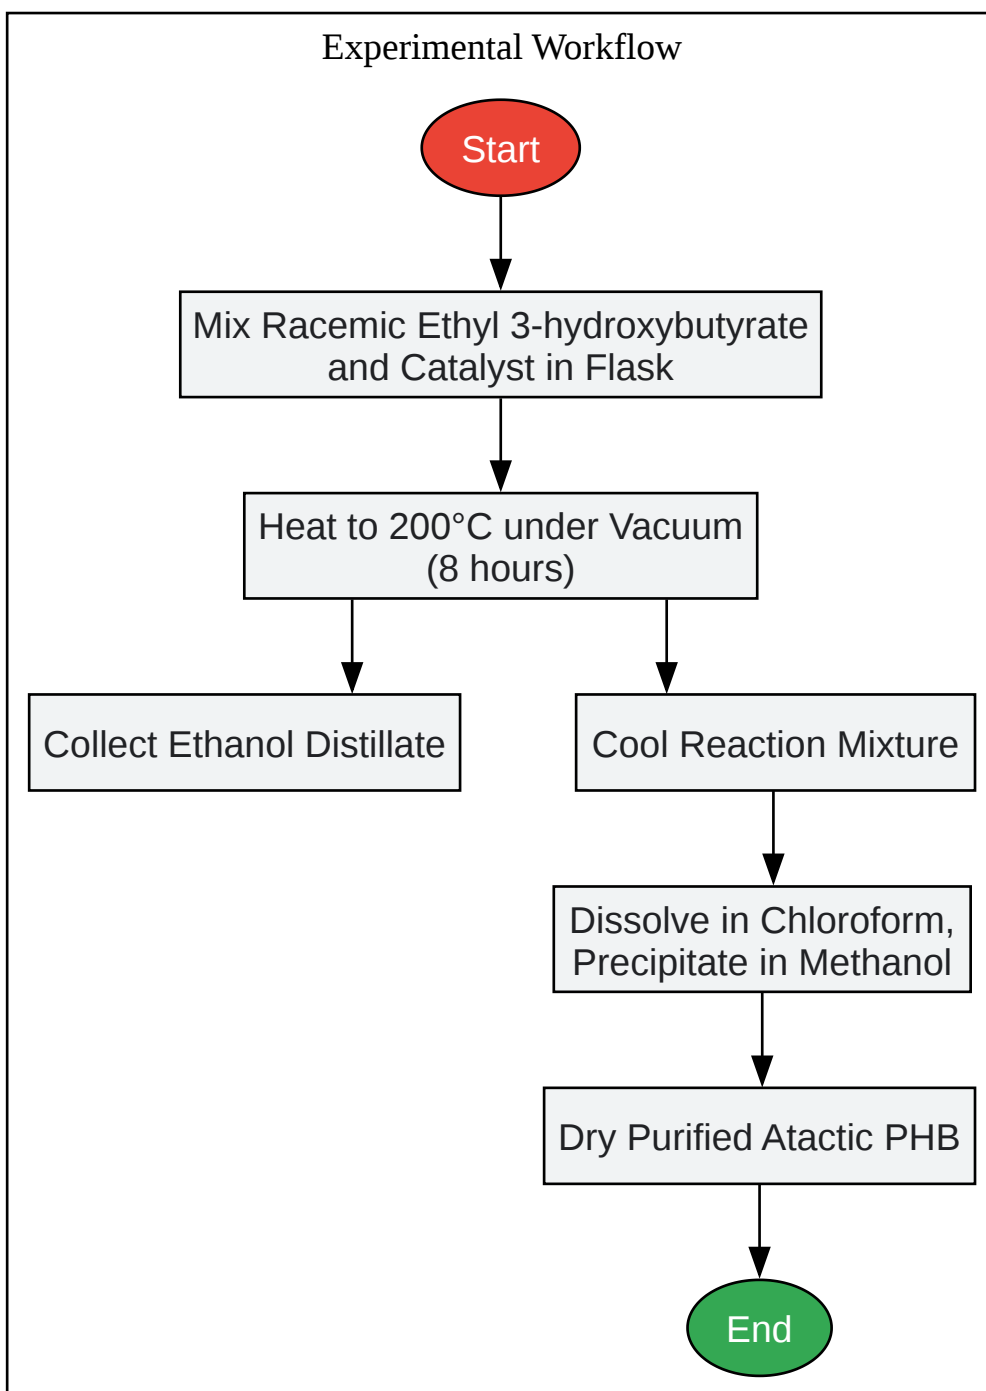 Experimental Workflow
Start
Mix Racemic Ethyl 3-hydroxybutyrate
and Catalyst in Flask
Heat to 200°C under Vacuum
(8 hours)
Collect Ethanol Distillate
Cool Reaction Mixture
Dissolve in Chloroform,
Precipitate in Methanol
Dry Purified Atactic PHB
End